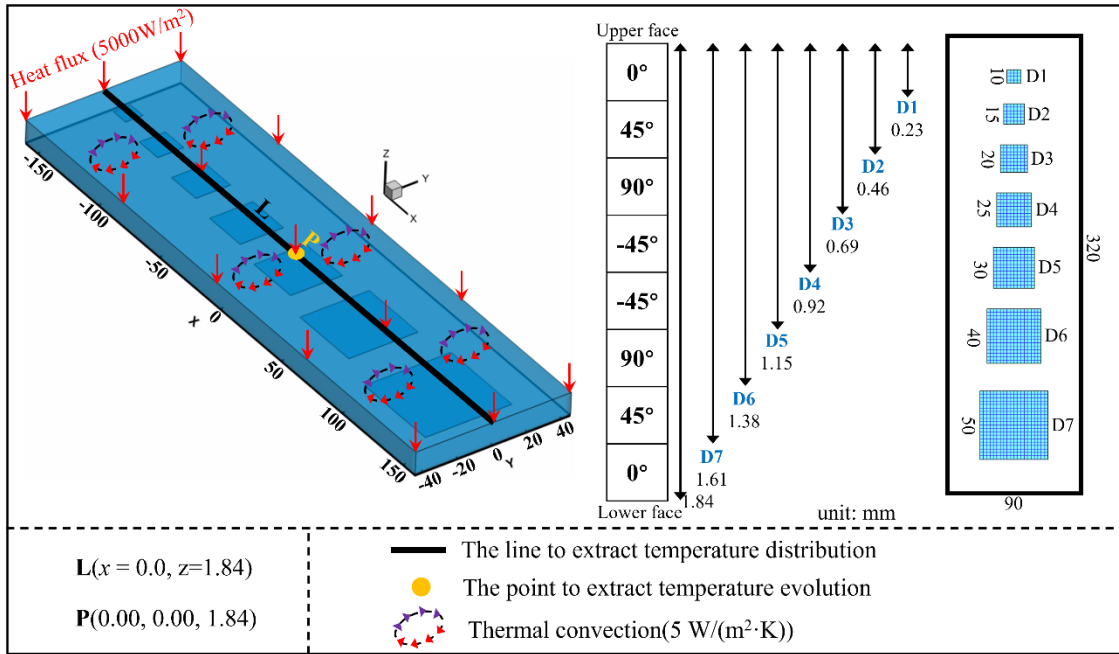 Heat flux (5000W/m²)
-150
-100
-50
0
50
100
150
X
-40
-20
0
20
40
Y
L
P
Z
Y
X
Upper face
0°
45°
90°
-45°
-45°
90°
45°
0°
Lower face
D1
0.23
D2
0.46
D3
0.69
D4
0.92
D5
1.15
D6
1.38
D7
1.61
1.84
unit: mm
10 D1
15 D2
20 D3
25 D4
30 D5
40 D6
50 D7
320
90
L(x = 0.0, z=1.84)
P(0.00, 0.00, 1.84)
The line to extract temperature distribution
The point to extract temperature evolution
Thermal convection(5 W/(m²·K))